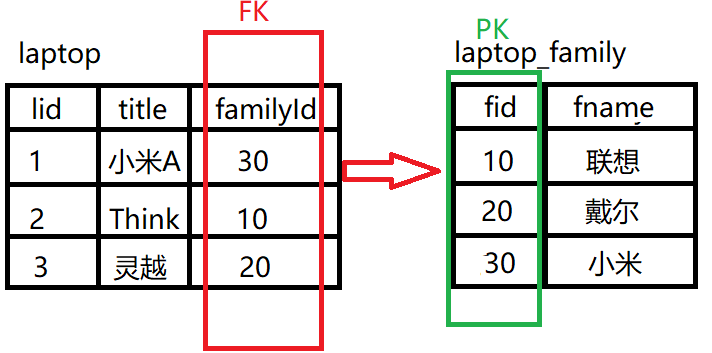 FK
PK
laptop
laptop_family
lid title familyId
1 小米A 30
2 Think 10
3 灵越 20
fid fname
10 联想
20 戴尔
30 小米